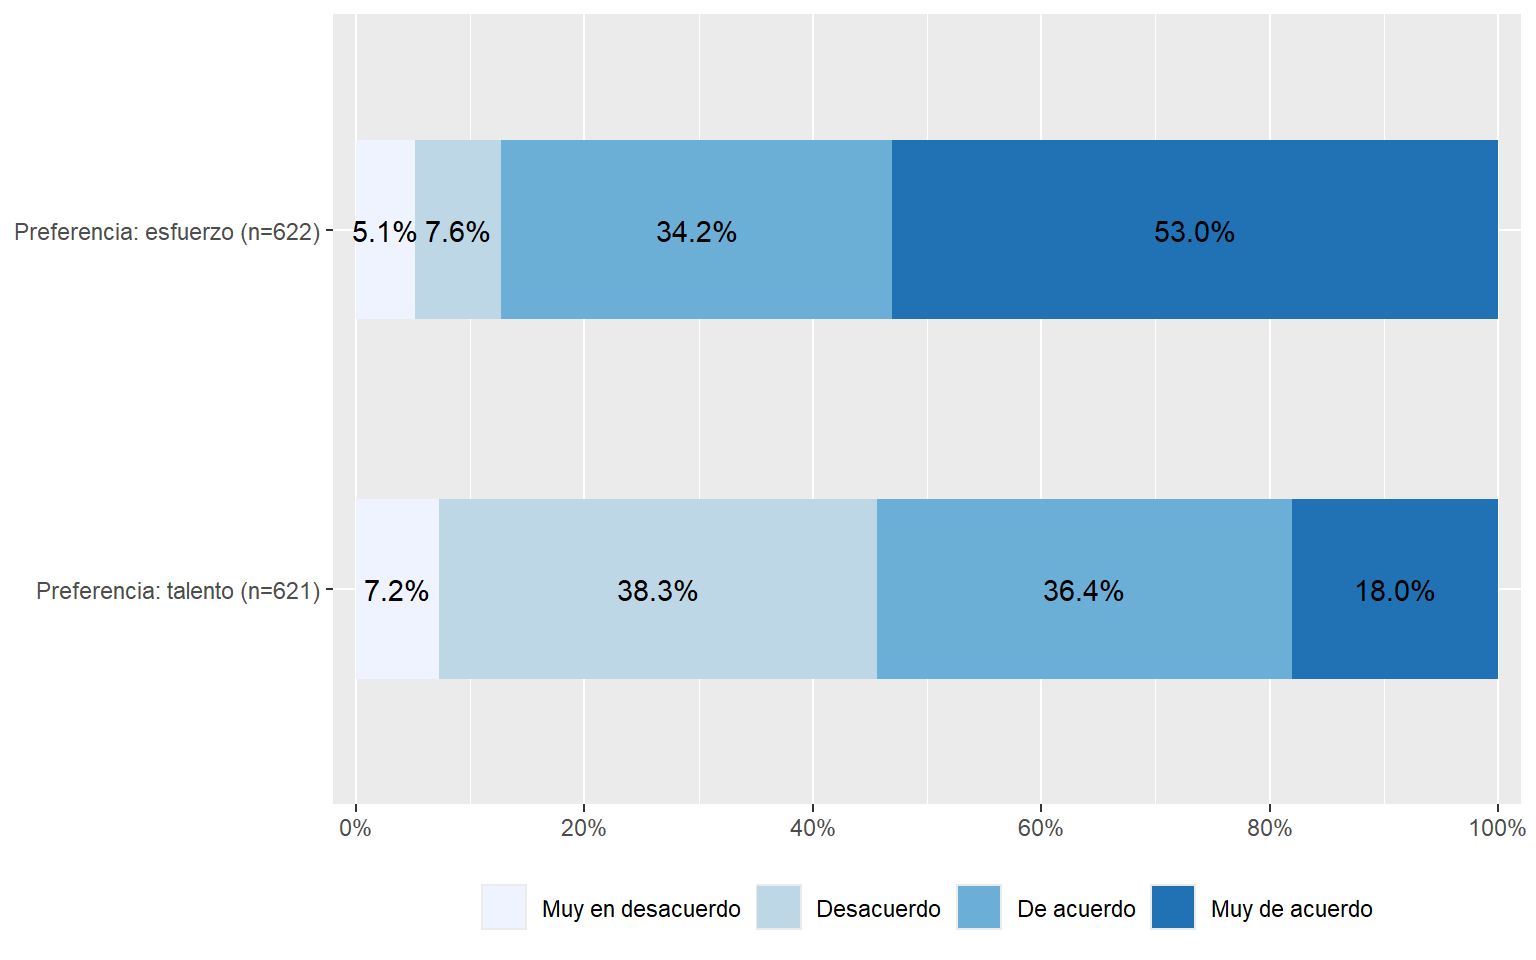 Preferencia: esfuerzo (n=622)
5.1% 7.6% 34.2% 53.0%
Preferencia: talento (n=621)
7.2% 38.3% 36.4% 18.0%
0% 20% 40% 60% 80% 100%
Muy en desacuerdo Desacuerdo De acuerdo Muy de acuerdo